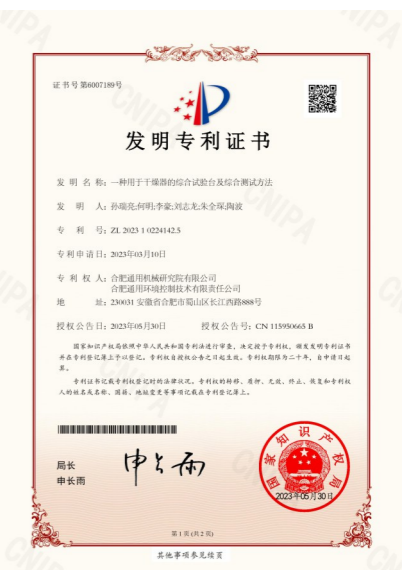 证书号第6007189号
发明专利证书
发 明 名 称：一种用于干燥器的综合试验台及综合测试方法
发 明 人：孙瑞亮;何明;李豪;刘志龙;朱全琛;陶波
专 利 号：ZL 2023 1 0224142.5
专利申请日：2023年03月10日
专 利 权 人：合肥通用机械研究院有限公司
合肥通用环境控制技术有限责任公司
地 址：230031 安徽省合肥市蜀山区长江西路888号
授权公告日：2023年05月30日 授权公告号：CN 115950665 B
国家知识产权局依照中华人民共和国专利法进行审查，决定授予专利权，颁发发明专利证书
并在专利登记簿上予以登记。专利权自授权公告之日起生效。专利权期限为二十年，自申请日起
算。
专利证书记载专利权登记时的法律状况。专利权的转移、质押、无效、终止、恢复和专利权
人的姓名或名称、国籍、地址变更等事项记载在专利登记簿上。
局长
申长雨
申长雨
国家知识产权局
2023年05月30日
第 1 页 (共 2 页)
其他事项参见续页
CNIPA